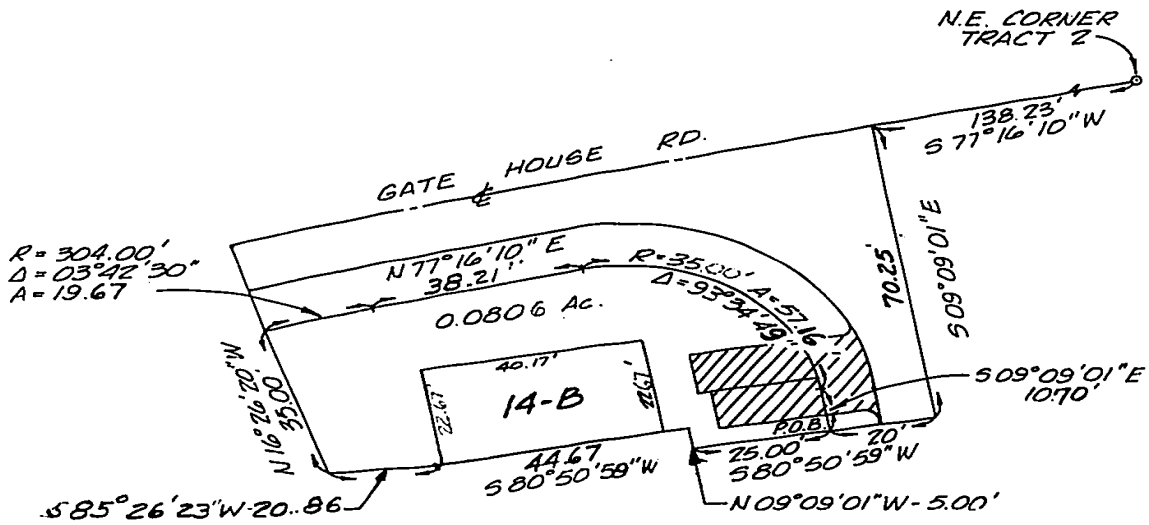 N.E. CORNER
TRACT 2
138.23'
S 77°16'10" W
GATE HOUSE RD.
R = 304.00'
Δ = 03°42'30"
A = 19.67
N 77°16'10" E
38.21'
R = 35.00' A = 57.16
Δ = 93°34'49"
70.25'
S 09°09'01" E
0.0806 Ac.
40.17'
22.67'
14-B
22.67'
N 16°26'20" W
35.00
S 09°09'01" E
10.70'
P.O.B.
20'
25.00'
S 80°50'59" W
44.67
S 80°50'59" W
S 85°26'23" W-20.86
N 09°09'01" W-5.00'